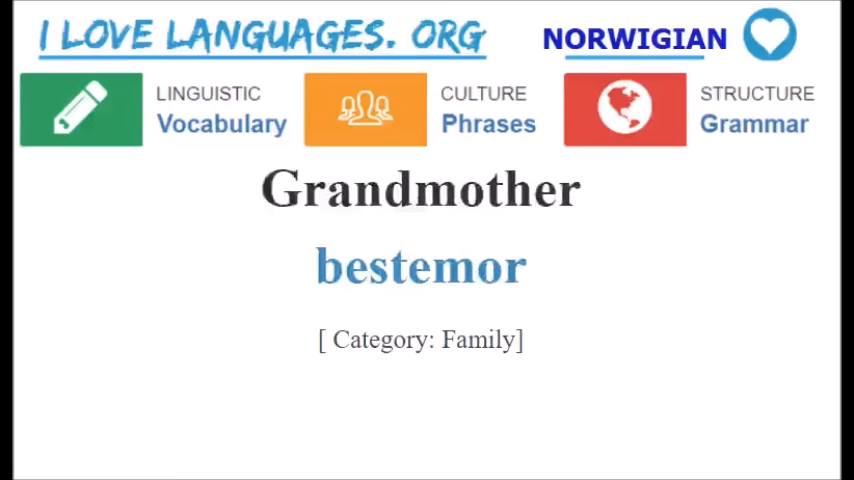 I LOVE LANGUAGES. ORG
NORWIGIAN
LINGUISTIC
Vocabulary
CULTURE
Phrases
STRUCTURE
Grammar
Grandmother
bestemor
[ Category: Family]